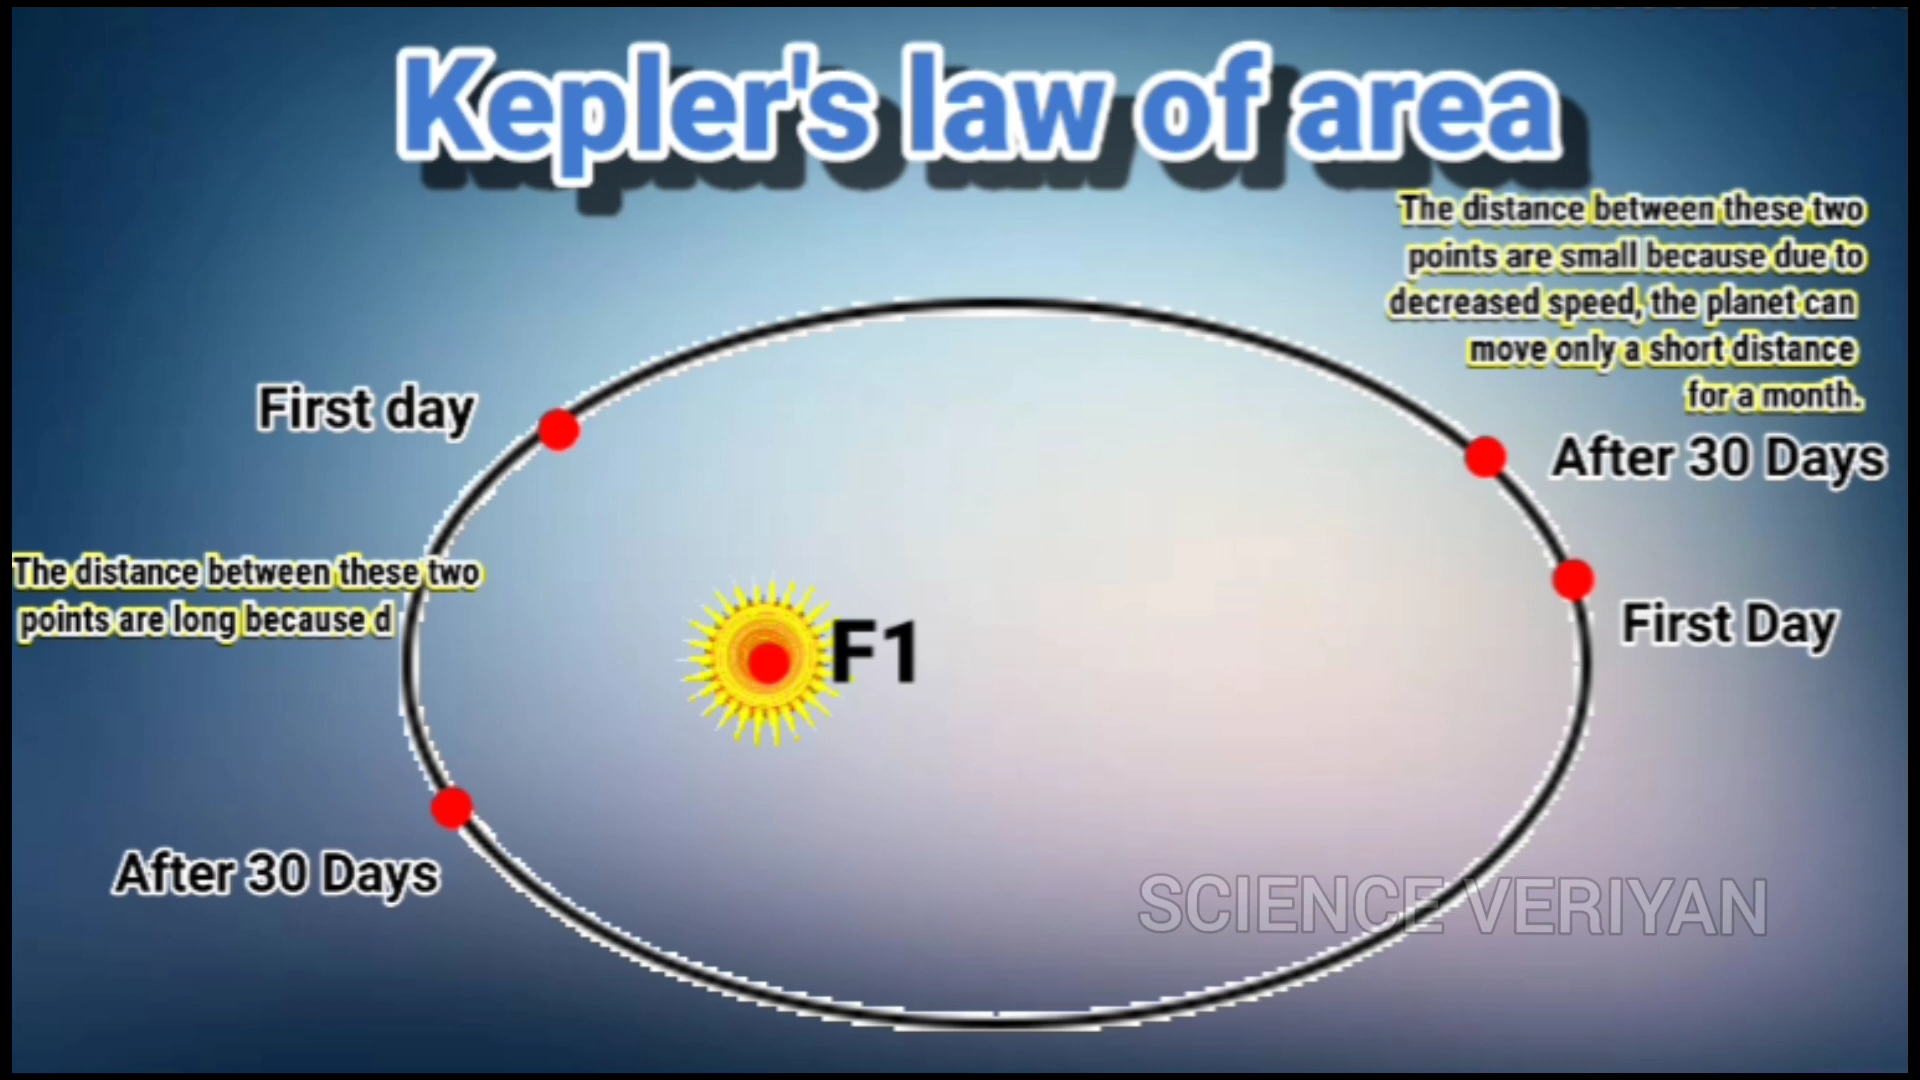 Kepler's law of area
The distance between these two
points are small because due to
decreased speed, the planet can
move only a short distance
for a month.
First day
After 30 Days
The distance between these two
points are long because d
First Day
F1
After 30 Days
SCIENCE VERIYAN